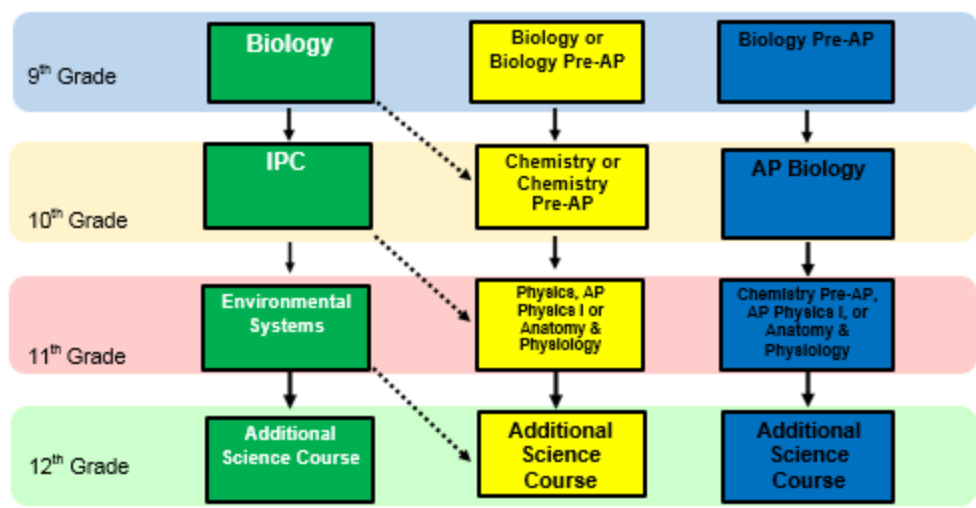 9th Grade
Biology
Biology or
Biology Pre-AP
Biology Pre-AP
10th Grade
IPC
Chemistry or
Chemistry
Pre-AP
AP Biology
11th Grade
Environmental
Systems
Physics, AP
Physics I or
Anatomy &
Physiology
Chemistry Pre-AP,
AP Physics I, or
Anatomy &
Physiology
12th Grade
Additional
Science Course
Additional
Science
Course
Additional
Science
Course